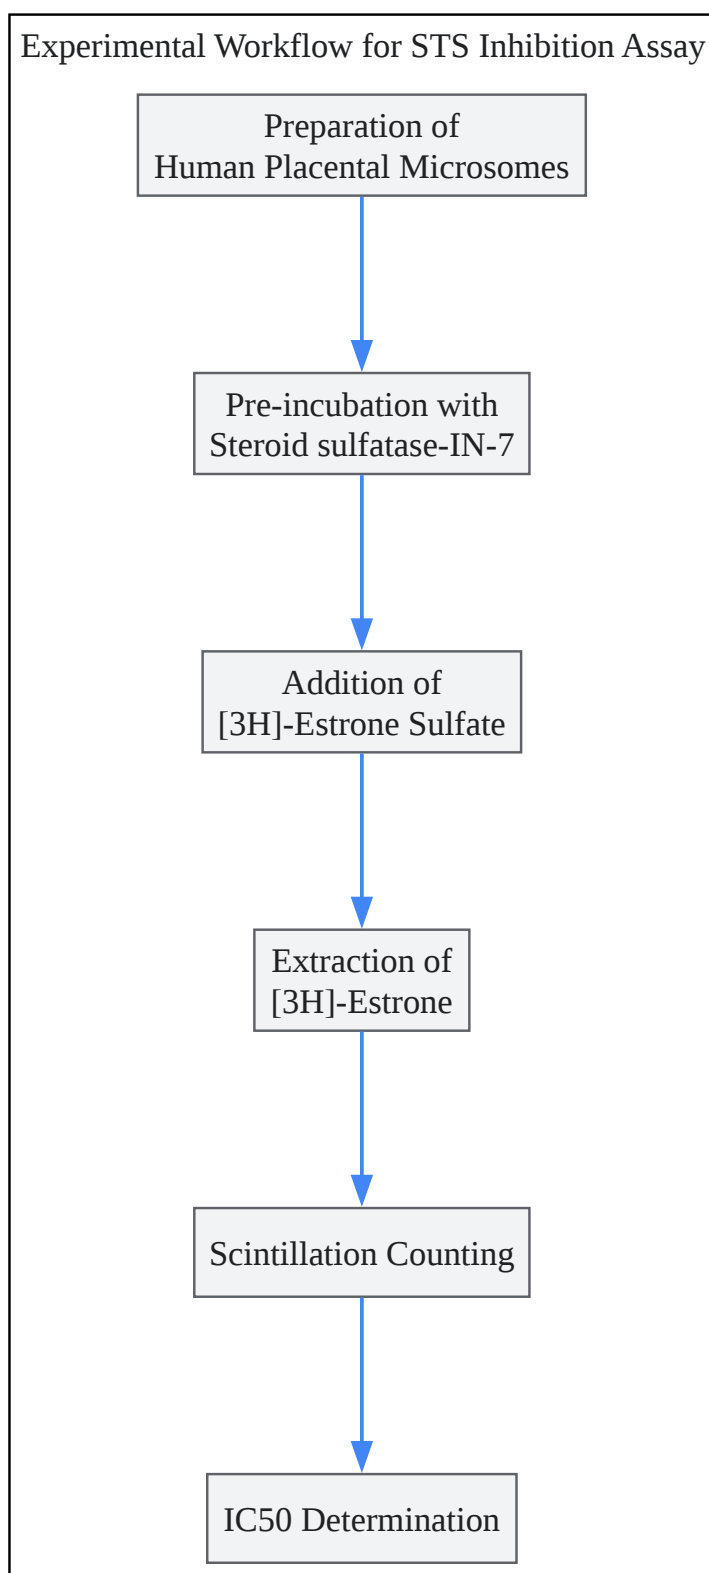 Experimental Workflow for STS Inhibition Assay
Preparation of
Human Placental Microsomes
Pre-incubation with
Steroid sulfatase-IN-7
Addition of
[3H]-Estrone Sulfate
Extraction of
[3H]-Estrone
Scintillation Counting
IC50 Determination